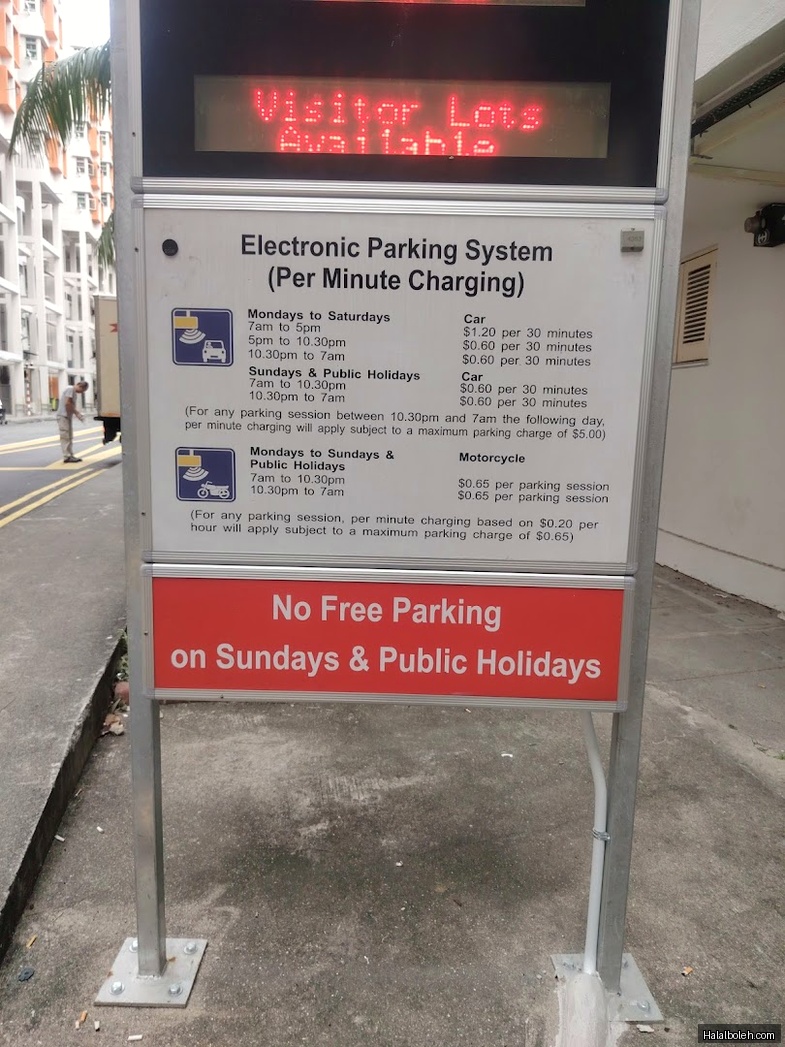 Visitor Lots
Available
Electronic Parking System
(Per Minute Charging)
Mondays to Saturdays Car
7am to 5pm $1.20 per 30 minutes
5pm to 10.30pm $0.60 per 30 minutes
10.30pm to 7am $0.60 per 30 minutes
Sundays & Public Holidays Car
7am to 10.30pm $0.60 per 30 minutes
10.30pm to 7am $0.60 per 30 minutes
(For any parking session between 10.30pm and 7am the following day,
per minute charging will apply subject to a maximum parking charge of $5.00)
Mondays to Sundays & Motorcycle
Public Holidays
7am to 10.30pm $0.65 per parking session
10.30pm to 7am $0.65 per parking session
(For any parking session, per minute charging based on $0.20 per
hour will apply subject to a maximum parking charge of $0.65)
No Free Parking
on Sundays & Public Holidays
Halalboleh.com